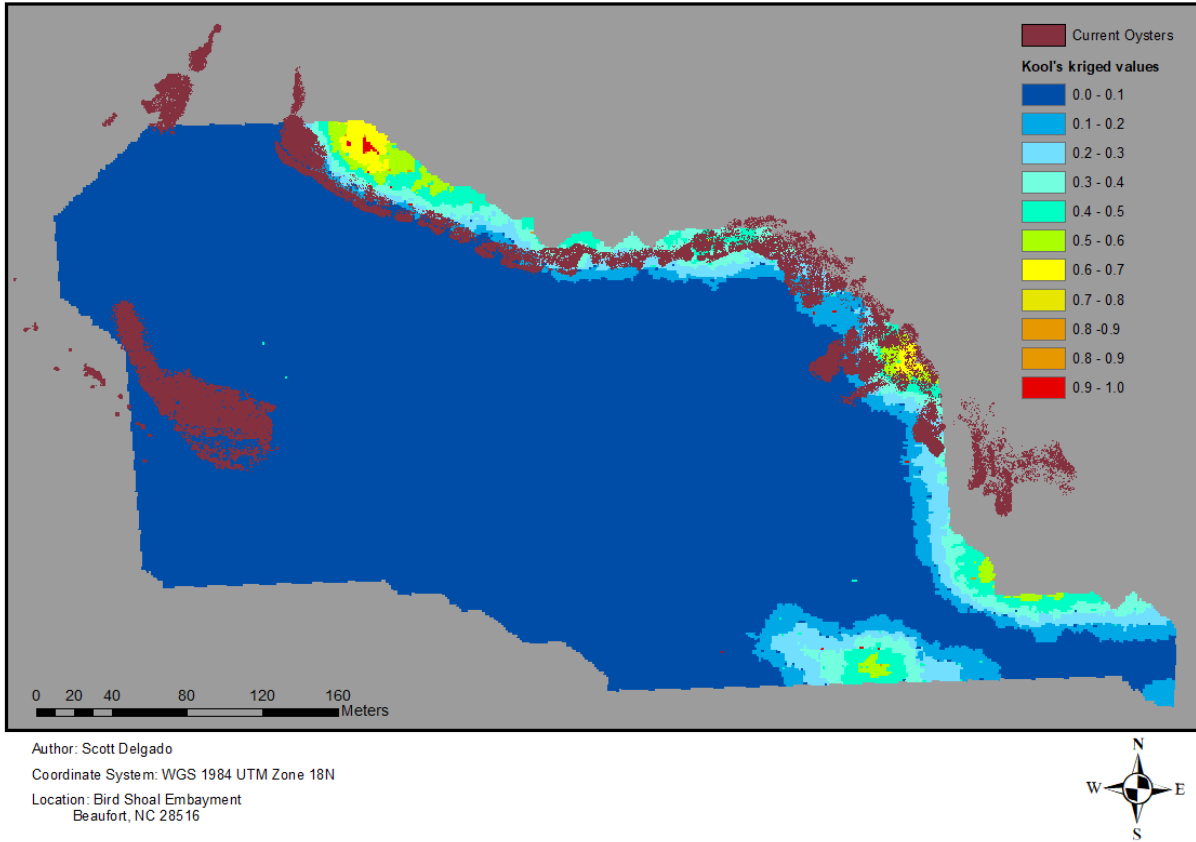 Current Oysters
Kool's kriged values
0.0 - 0.1
0.1 - 0.2
0.2 - 0.3
0.3 - 0.4
0.4 - 0.5
0.5 - 0.6
0.6 - 0.7
0.7 - 0.8
0.8 -0.9
0.8 - 0.9
0.9 - 1.0
0 20 40 80 120 160
Meters
Author: Scott Delgado
Coordinate System: WGS 1984 UTM Zone 18N
Location: Bird Shoal Embayment
Beaufort, NC 28516
N
W E
S